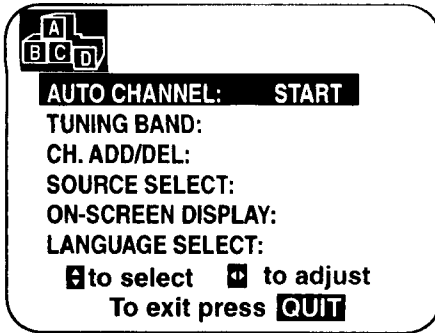 A
B C D
AUTO CHANNEL: START
TUNING BAND:
CH. ADD/DEL:
SOURCE SELECT:
ON-SCREEN DISPLAY:
LANGUAGE SELECT:
to select to adjust
To exit press QUIT